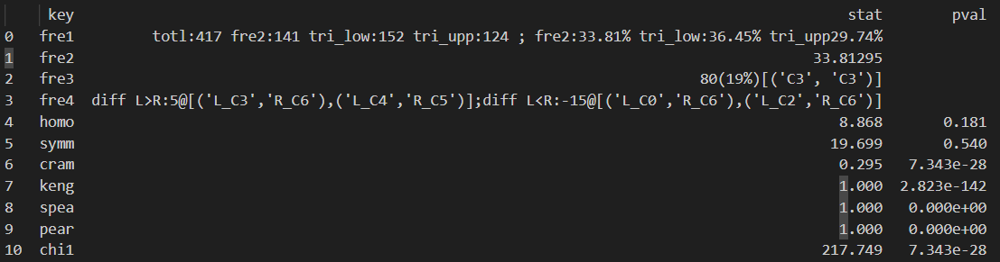 key stat pval
0 fre1 totl:417 fre2:141 tri_low:152 tri_upp:124 ; fre2:33.81% tri_low:36.45% tri_upp29.74%
1 fre2 33.81295
2 fre3 80(19%)[('C3', 'C3')]
3 fre4 diff L>R:5@[('L_C3','R_C6'),('L_C4','R_C5')];diff L<R:-15@[('L_C0','R_C6'),('L_C2','R_C6')]
4 homo 8.868 0.181
5 symm 19.699 0.540
6 cram 0.295 7.343e-28
7 keng 1.000 2.823e-142
8 spea 1.000 0.000e+00
9 pear 1.000 0.000e+00
10 chi1 217.749 7.343e-28